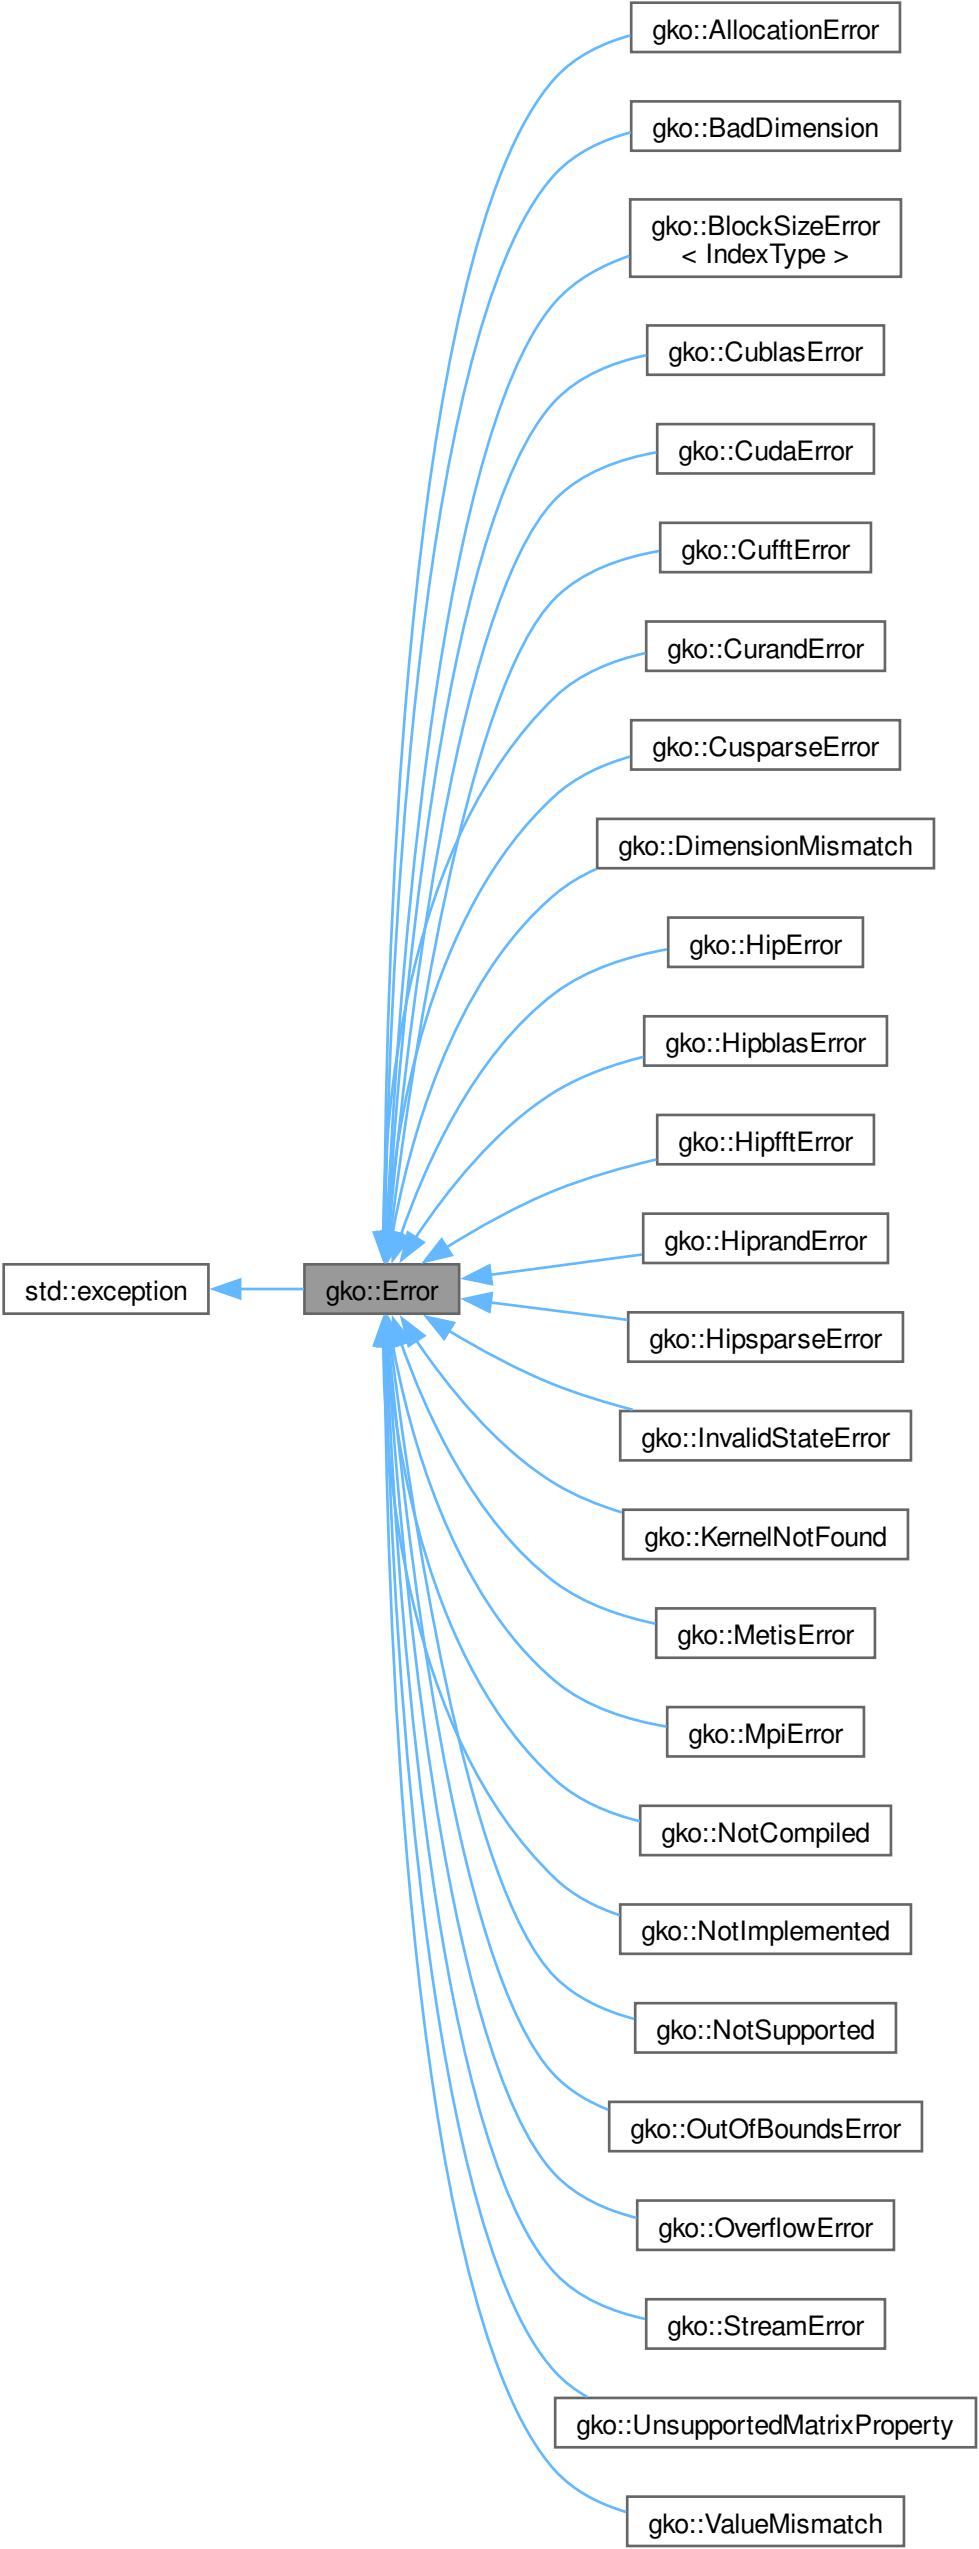 gko::AllocationError
gko::BadDimension
gko::BlockSizeError
< IndexType >
gko::CublasError
gko::CudaError
gko::CufftError
gko::CurandError
gko::CusparseError
gko::DimensionMismatch
gko::HipError
gko::HipblasError
gko::HipfftError
gko::HiprandError
std::exception
gko::Error
gko::HipsparseError
gko::InvalidStateError
gko::KernelNotFound
gko::MetisError
gko::MpiError
gko::NotCompiled
gko::NotImplemented
gko::NotSupported
gko::OutOfBoundsError
gko::OverflowError
gko::StreamError
gko::UnsupportedMatrixProperty
gko::ValueMismatch